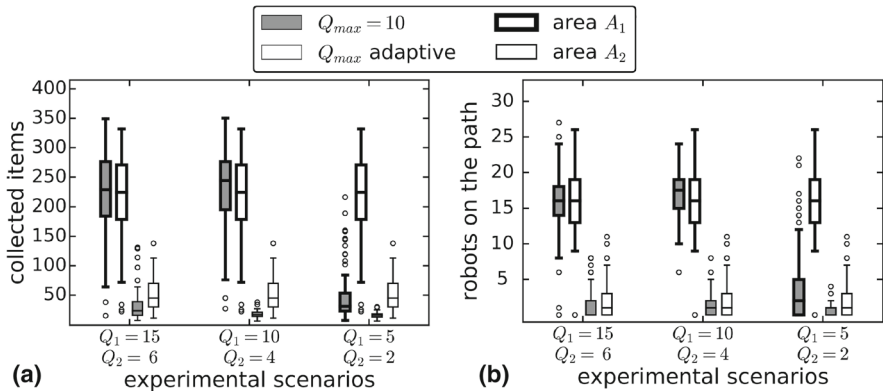 Q_max = 10
Q_max adaptive
area A_1
area A_2
collected items
400
350
300
250
200
150
100
50
Q_1 = 15
Q_2 = 6
Q_1 = 10
Q_2 = 4
Q_1 = 5
Q_2 = 2
(a) experimental scenarios
robots on the path
30
25
20
15
10
5
Q_1 = 15
Q_2 = 6
Q_1 = 10
Q_2 = 4
Q_1 = 5
Q_2 = 2
(b) experimental scenarios